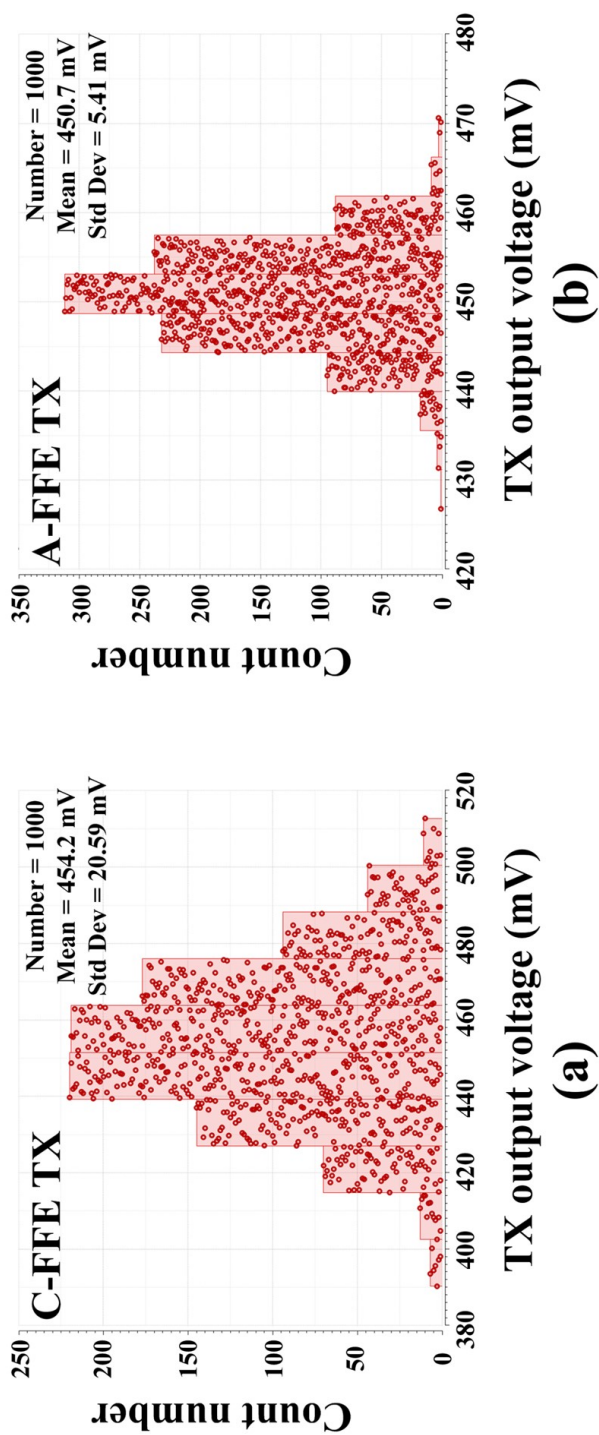 C-FFE TX
Number = 1000
Mean = 454.2 mV
Std Dev = 20.59 mV
Count number
250
200
150
100
50
0
380
400
420
440
460
480
500
520
TX output voltage (mV)
(a)
A-FFE TX
Number = 1000
Mean = 450.7 mV
Std Dev = 5.41 mV
Count number
350
300
250
200
150
100
50
0
420
430
440
450
460
470
480
TX output voltage (mV)
(b)